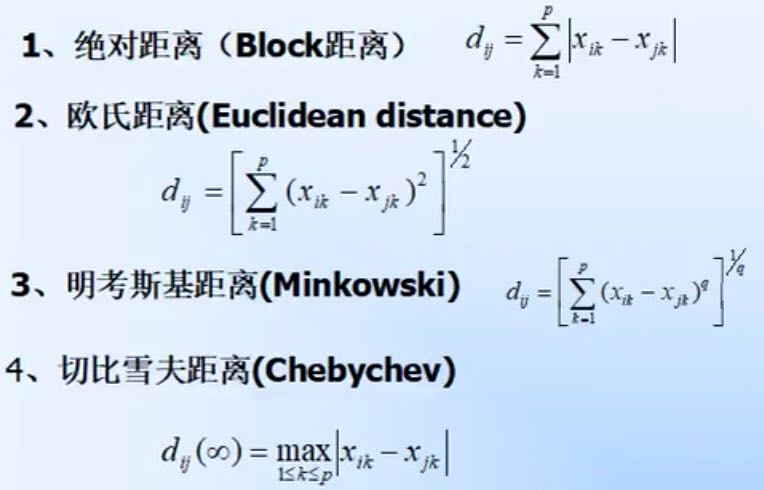 1、绝对距离（Block距离） d_{ij} = \sum_{k=1}^{p} |x_{ik} - x_{jk}|
2、欧氏距离(Euclidean distance)
d_{ij} = \left[ \sum_{k=1}^{p} (x_{ik} - x_{jk})^2 \right]^{1/2}
3、明考斯基距离(Minkowski) d_{ij} = \left[ \sum_{k=1}^{p} (x_{ik} - x_{jk})^q \right]^{1/q}
4、切比雪夫距离(Chebychev)
d_{ij}(\infty) = \max_{1 \le k \le p} |x_{ik} - x_{jk}|